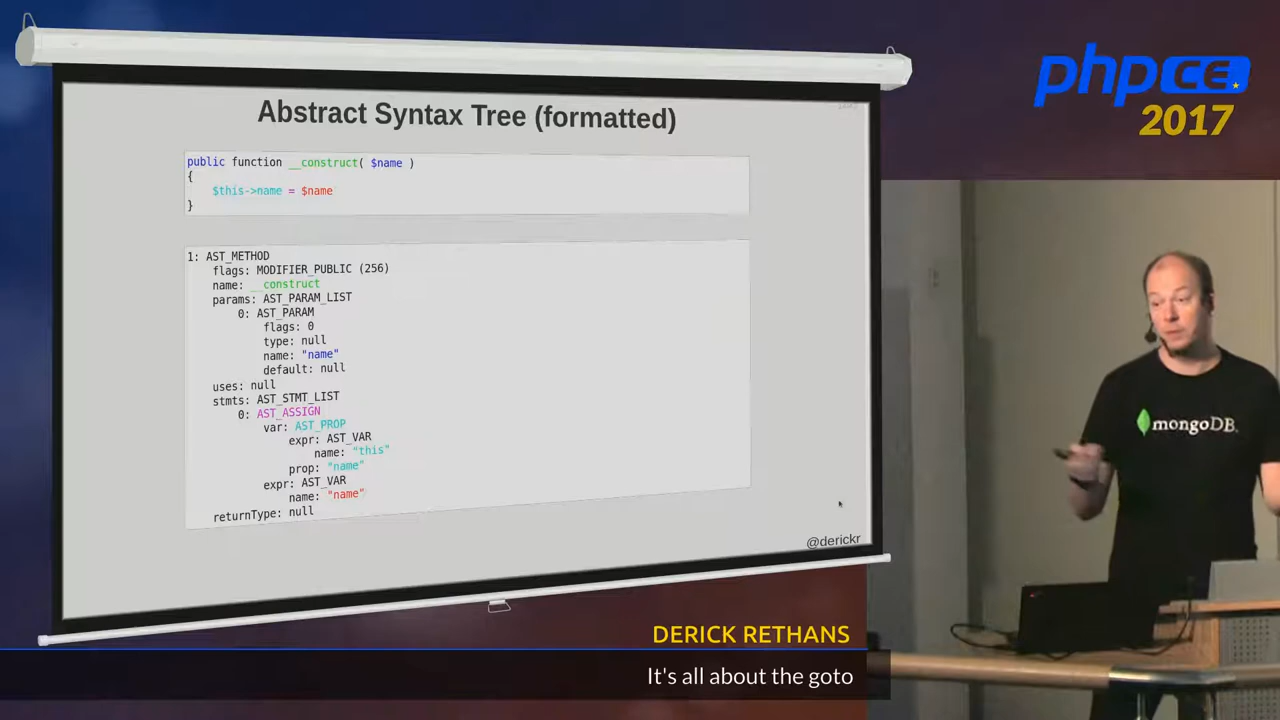 Abstract Syntax Tree (formatted)
public function __construct( $name )
{
    $this->name = $name
}
1: AST_METHOD
    flags: MODIFIER_PUBLIC (256)
    name: __construct
    params: AST_PARAM_LIST
        0: AST_PARAM
            flags: 0
            type: null
            name: "name"
            default: null
    uses: null
    stmts: AST_STMT_LIST
        0: AST_ASSIGN
            var: AST_PROP
                expr: AST_VAR
                    name: "this"
                prop: "name"
            expr: AST_VAR
                name: "name"
    returnType: null
@derickr
phpCE
2017
mongoDB.
DERICK RETHANS
It's all about the goto